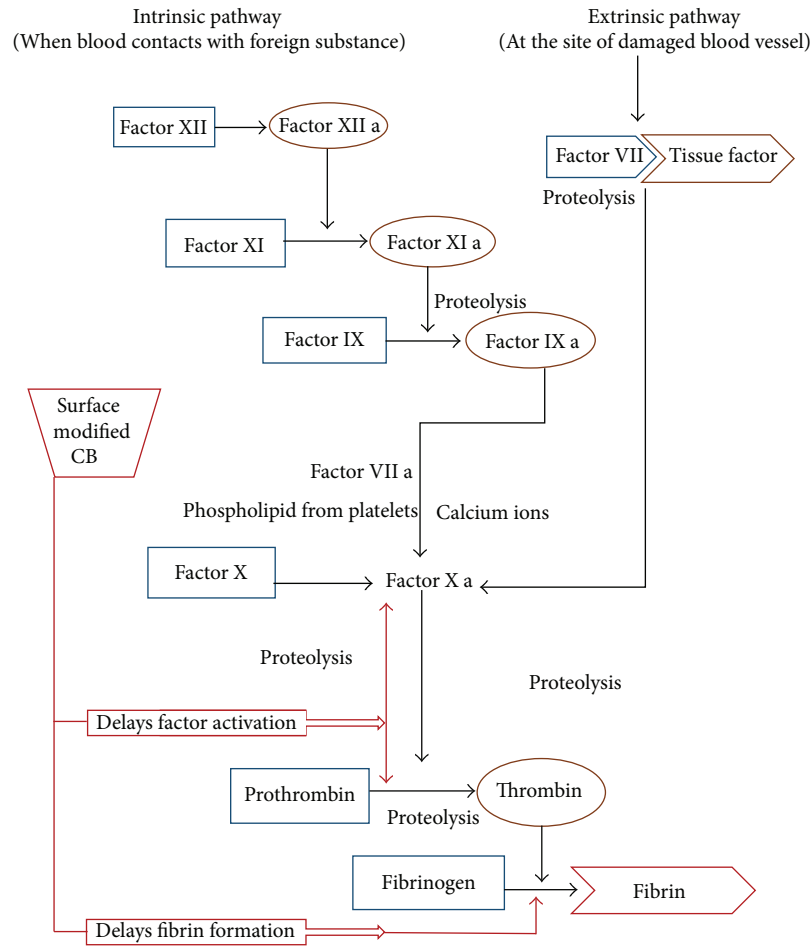 Intrinsic pathway
(When blood contacts with foreign substance)
Extrinsic pathway
(At the site of damaged blood vessel)
Factor XII
Factor XII a
Factor VII
Tissue factor
Proteolysis
Factor XI
Factor XI a
Proteolysis
Factor IX
Factor IX a
Surface
modified
CB
Factor VII a
Phospholipid from platelets
Calcium ions
Factor X
Factor X a
Proteolysis
Proteolysis
Delays factor activation
Prothrombin
Thrombin
Proteolysis
Fibrinogen
Fibrin
Delays fibrin formation